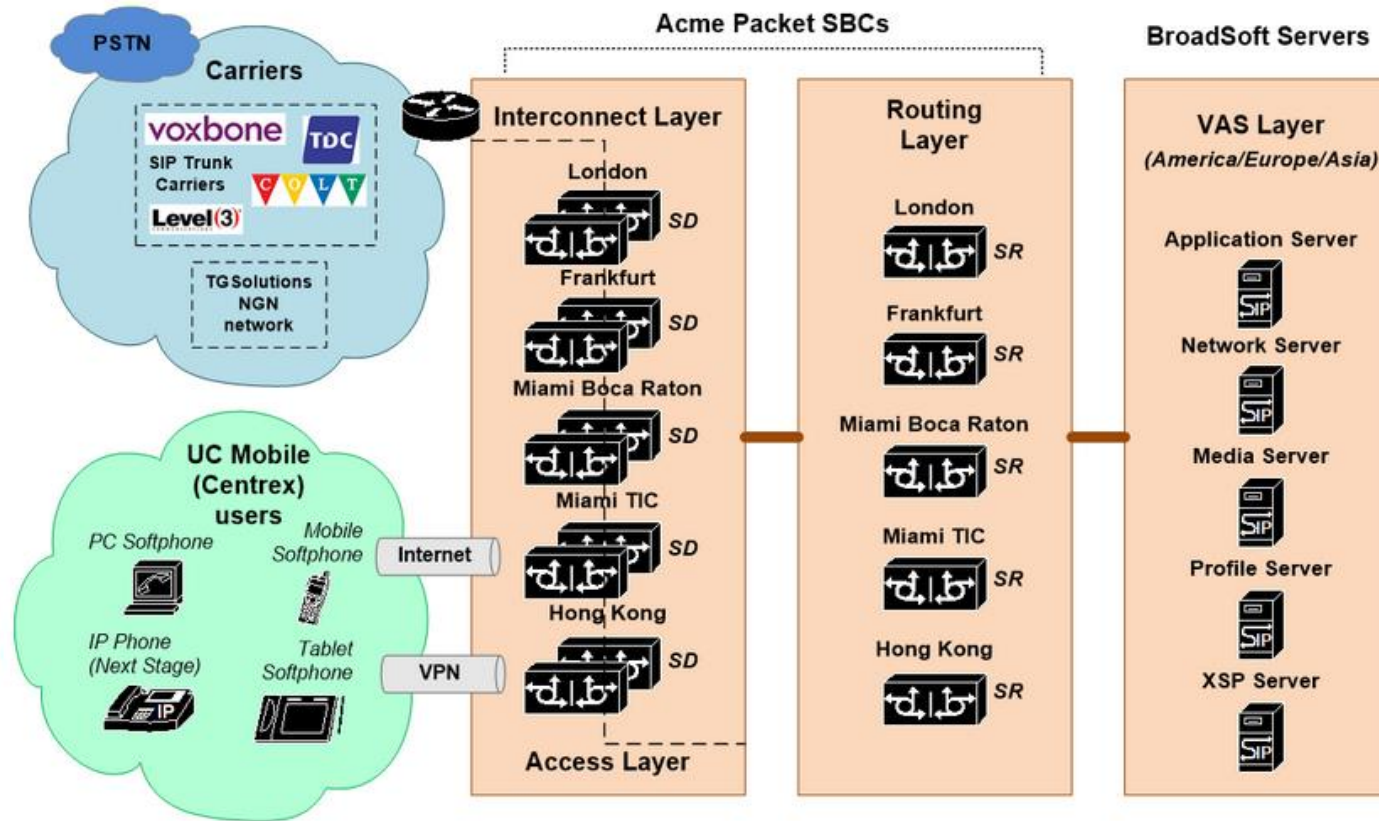 PSTN
Carriers
voxbone
TDC
SIP Trunk
Carriers
COLT
Level(3)
COMMUNICATIONS
TGSolutions
NGN
network
UC Mobile
(Centrex)
users
PC Softphone
Mobile
Softphone
IP Phone
(Next Stage)
IP
Tablet
Softphone
Internet
VPN
Acme Packet SBCs
Interconnect Layer
London
SD
Frankfurt
SD
Miami Boca Raton
SD
Miami TIC
SD
Hong Kong
SD
Access Layer
Routing
Layer
London
SR
Frankfurt
SR
Miami Boca Raton
SR
Miami TIC
SR
Hong Kong
SR
BroadSoft Servers
VAS Layer
(America/Europe/Asia)
Application Server
SIP
Network Server
SIP
Media Server
SIP
Profile Server
SIP
XSP Server
SIP